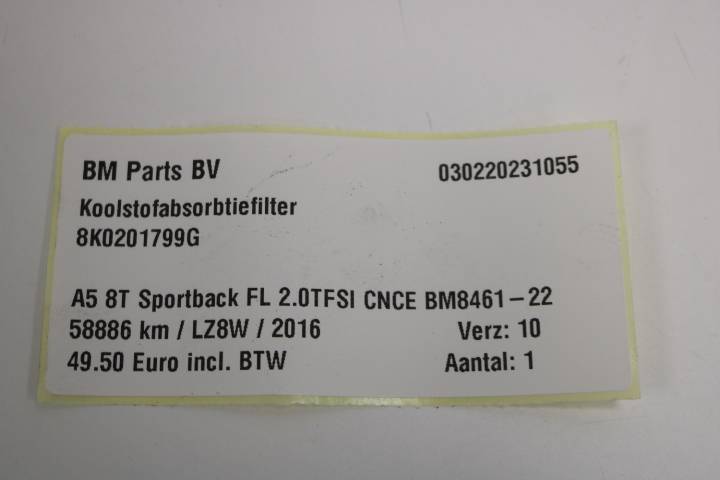 BM Parts BV 030220231055
Koolstofabsorbtiefilter
8K0201799G
A5 8T Sportback FL 2.0TFSI CNCE BM8461-22
58886 km / LZ8W / 2016 Verz: 10
49.50 Euro incl. BTW Aantal: 1